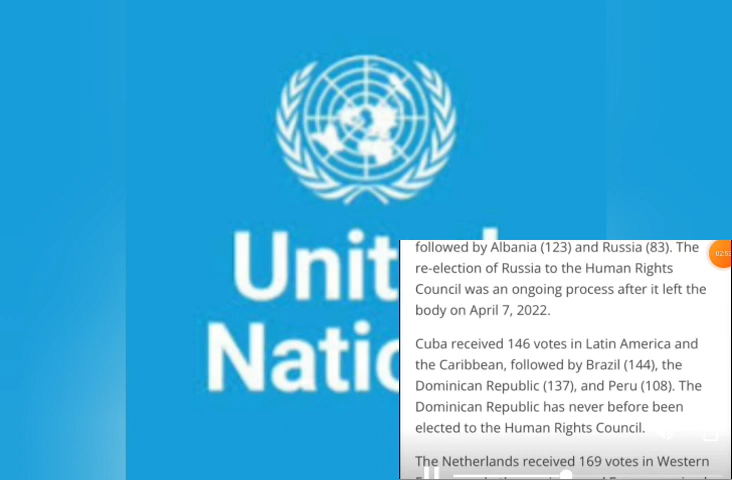 Unit
Natio
followed by Albania (123) and Russia (83). The
re-election of Russia to the Human Rights
Council was an ongoing process after it left the
body on April 7, 2022.
Cuba received 146 votes in Latin America and
the Caribbean, followed by Brazil (144), the
Dominican Republic (137), and Peru (108). The
Dominican Republic has never before been
elected to the Human Rights Council.
The Netherlands received 169 votes in Western